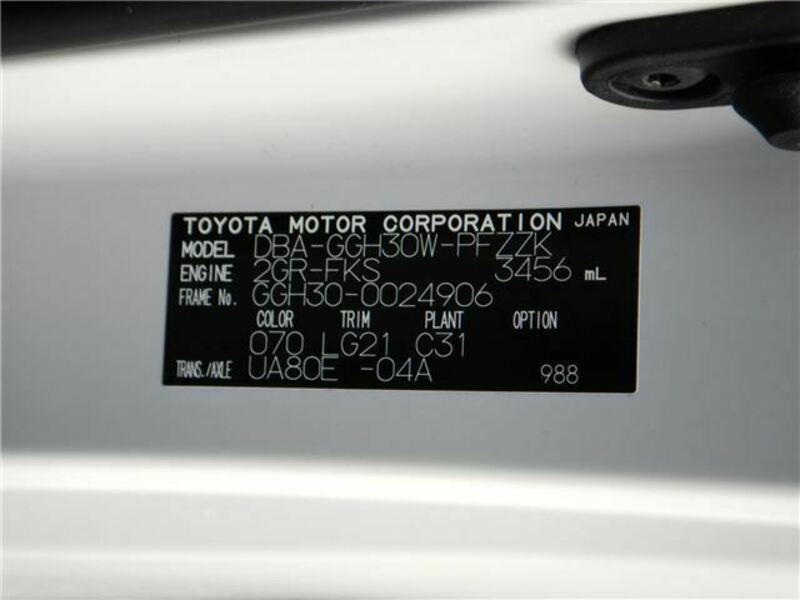 TOYOTA MOTOR CORPORATION JAPAN
MODEL DBA-GGH30W-PFZZK
ENGINE 2GR-FKS 3456 mL
FRAME No. GGH30-0024906
COLOR TRIM PLANT OPTION
070 LG21 C31
TRANS./AXLE UA80E -04A 988